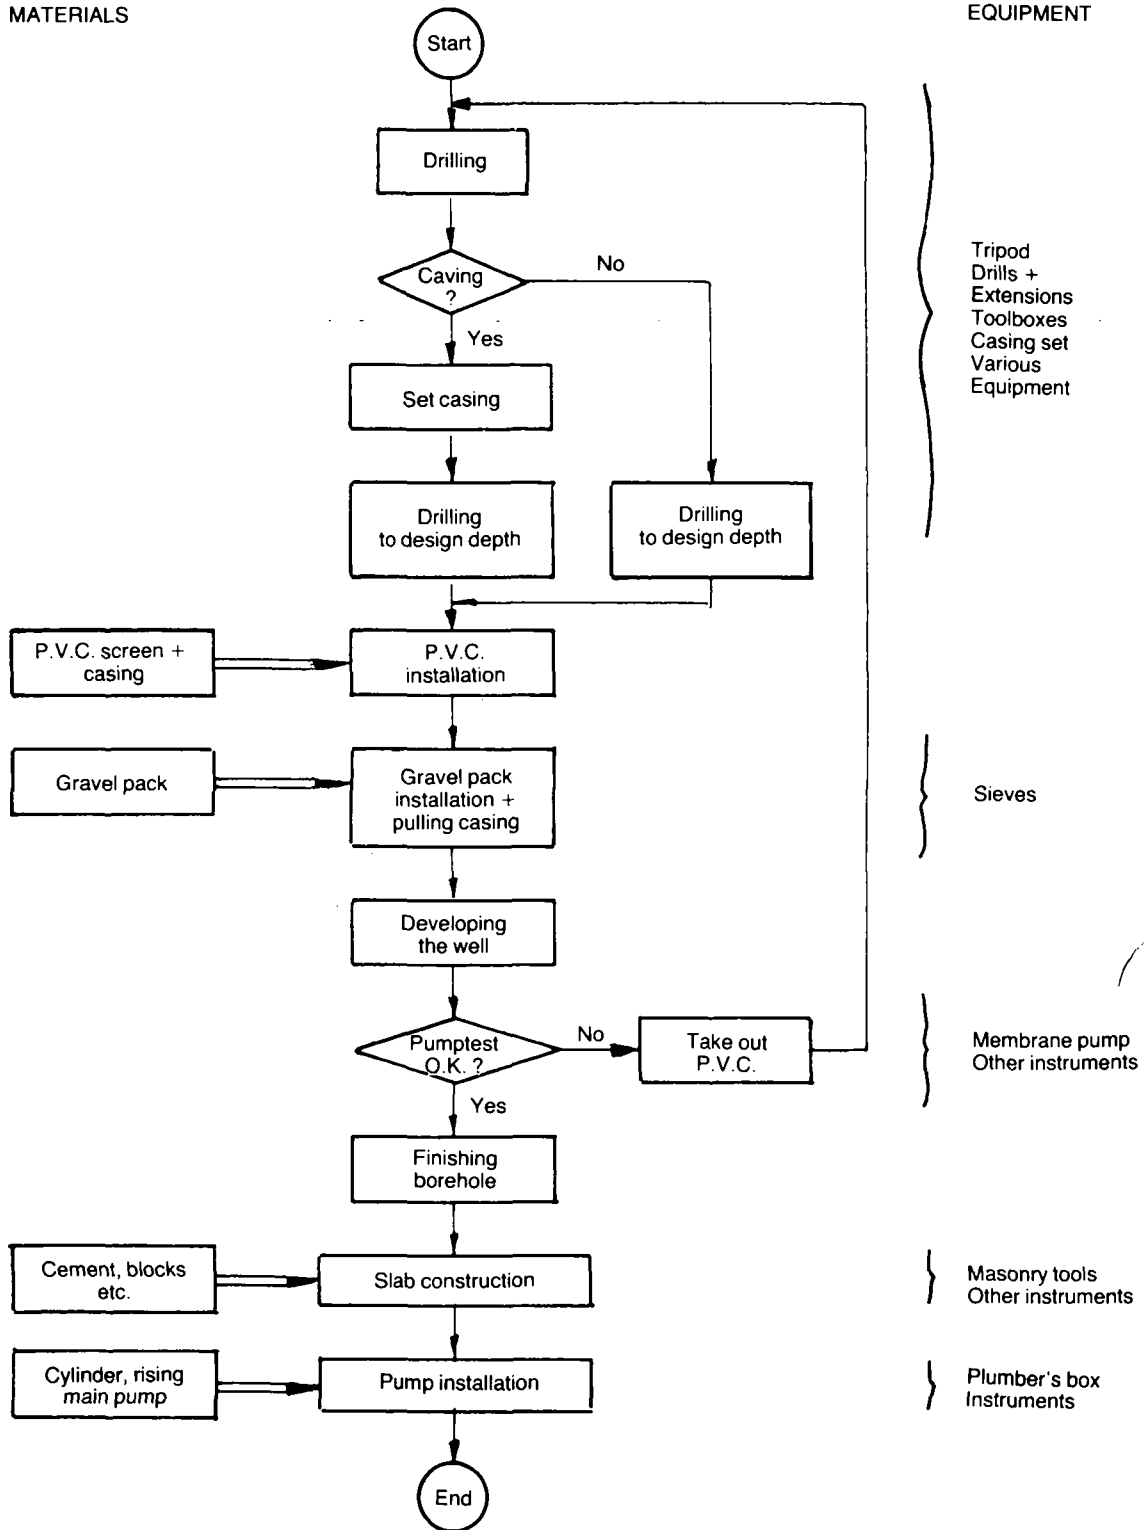 MATERIALS
EQUIPMENT
Start
Drilling
Caving
?
No
Yes
Set casing
Drilling
to design depth
Drilling
to design depth
Tripod
Drills +
Extensions
Toolboxes
Casing set
Various
Equipment
P.V.C. screen +
casing
P.V.C.
installation
Gravel pack
Gravel pack
installation +
pulling casing
Sieves
Developing
the well
Pumptest
O.K. ?
No
Take out
P.V.C.
Membrane pump
Other instruments
Yes
Finishing
borehole
Cement, blocks
etc.
Slab construction
Masonry tools
Other instruments
Cylinder, rising
main pump
Pump installation
Plumber's box
Instruments
End